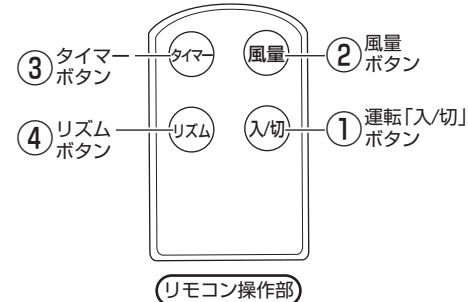 ③ タイマー
ボタン
タイマー
風量
② 風量
ボタン
④ リズム
ボタン
リズム
入/切
① 運転「入/切」
ボタン
リモコン操作部